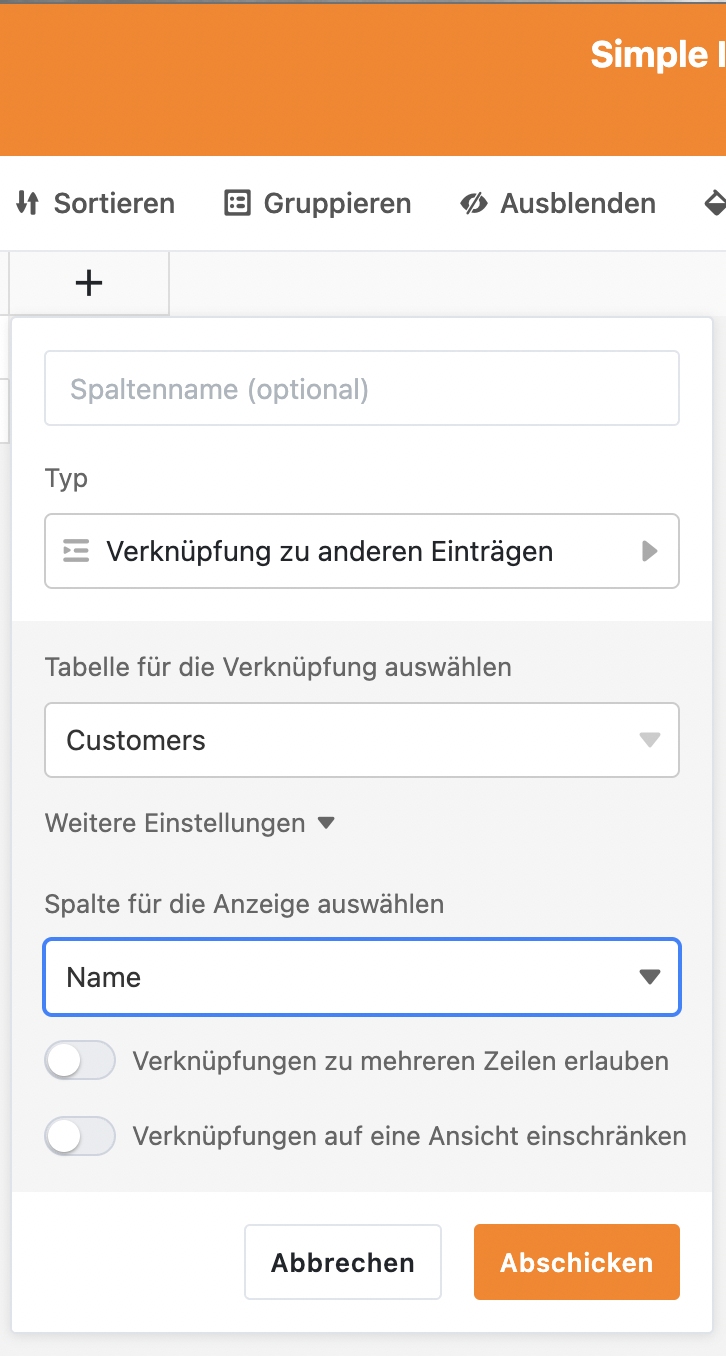 Simple
Sortieren Gruppieren Ausblenden
+
Spaltenname (optional)
Typ
Verknüpfung zu anderen Einträgen
Tabelle für die Verknüpfung auswählen
Customers
Weitere Einstellungen
Spalte für die Anzeige auswählen
Name
Verknüpfungen zu mehreren Zeilen erlauben
Verknüpfungen auf eine Ansicht einschränken
Abbrechen Abschicken